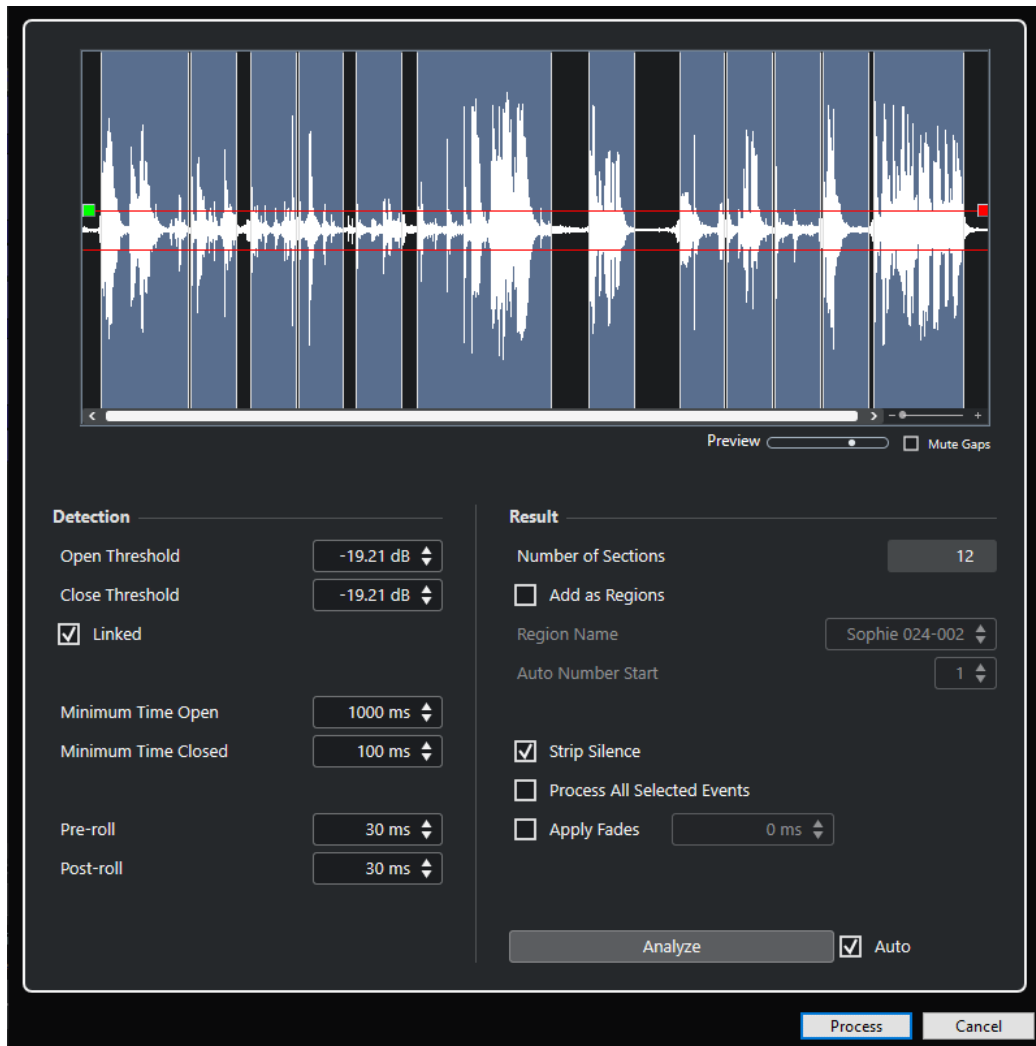 Preview
Mute Gaps
Detection
Open Threshold -19.21 dB
Close Threshold -19.21 dB
Linked
Minimum Time Open 1000 ms
Minimum Time Closed 100 ms
Pre-roll 30 ms
Post-roll 30 ms
Result
Number of Sections 12
Add as Regions
Region Name Sophie 024-002
Auto Number Start 1
Strip Silence
Process All Selected Events
Apply Fades 0 ms
Analyze
Auto
Process
Cancel